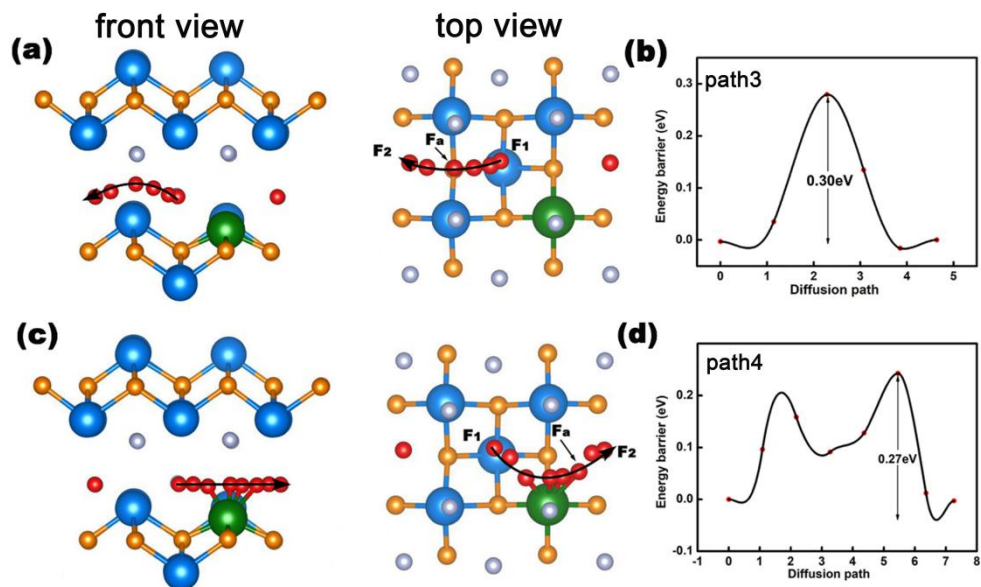 front view
top view
(a)
F2
Fa
F1
(b)
path3
0.30eV
Energy barrier (eV)
0.3
0.2
0.1
0.0
0 1 2 3 4 5
Diffusion path
(c)
F1
Fa
F2
(d)
path4
0.27eV
Energy barrier (eV)
0.3
0.2
0.1
0.0
-0.1
-1 0 1 2 3 4 5 6 7 8
Diffusion path